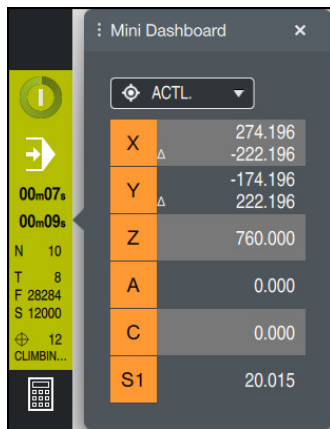 Mini Dashboard ×
ACTL.
X 274.196
Δ -222.196
Y -174.196
Δ 222.196
Z 760.000
A 0.000
C 0.000
S1 20.015
00m07s
00m09s
N 10
T 8
F 28284
S 12000
12
CLIMBIN...